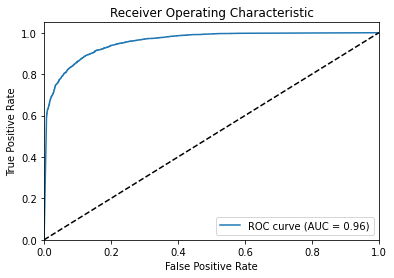 Receiver Operating Characteristic
True Positive Rate
1.0
0.8
0.6
0.4
0.2
0.0
ROC curve (AUC = 0.96)
0.0 0.2 0.4 0.6 0.8 1.0
False Positive Rate